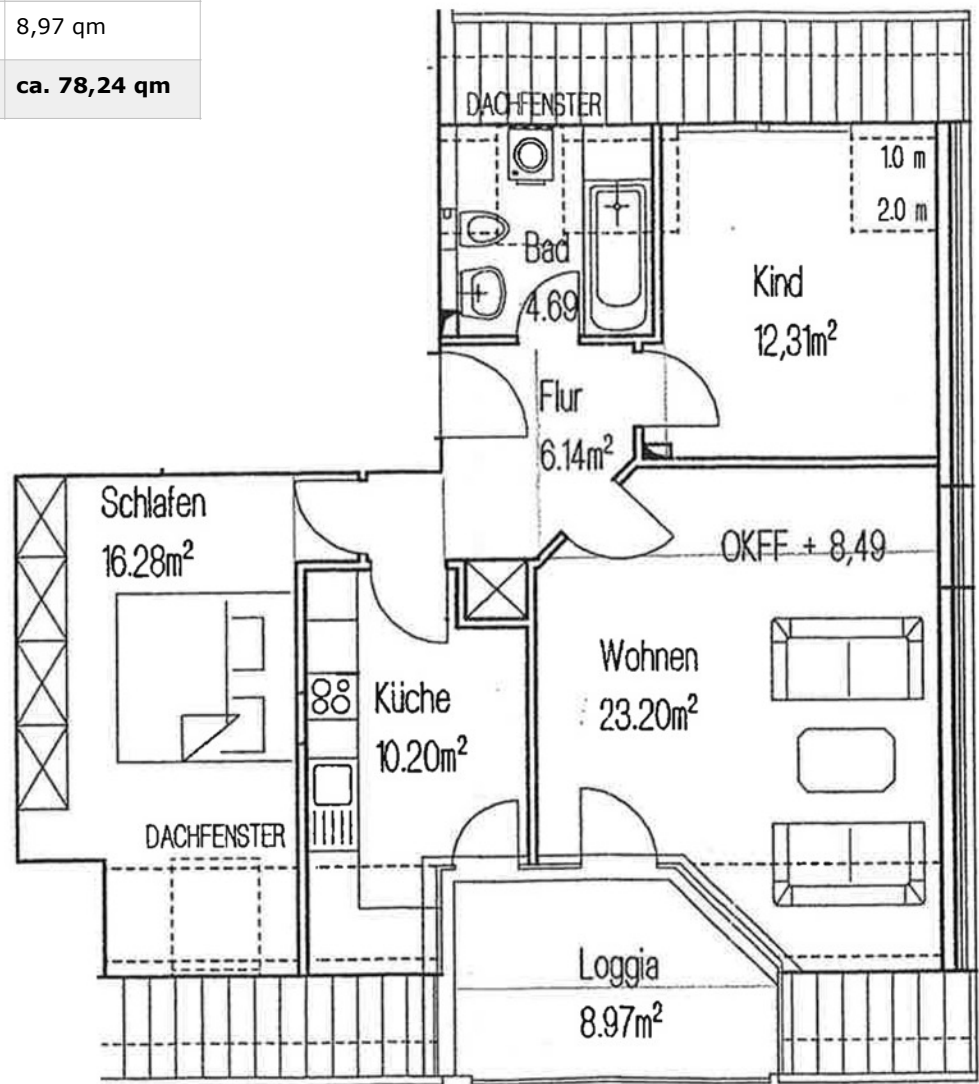 8,97 qm
ca. 78,24 qm
DACHFENSTER
1.0 m
2.0 m
Bad
4.69
Kind
12,31m²
Flur
6.14m²
Schlafen
16.28m²
OKFF + 8,49
Wohnen
23.20m²
Küche
10.20m²
DACHFENSTER
Loggia
8.97m²